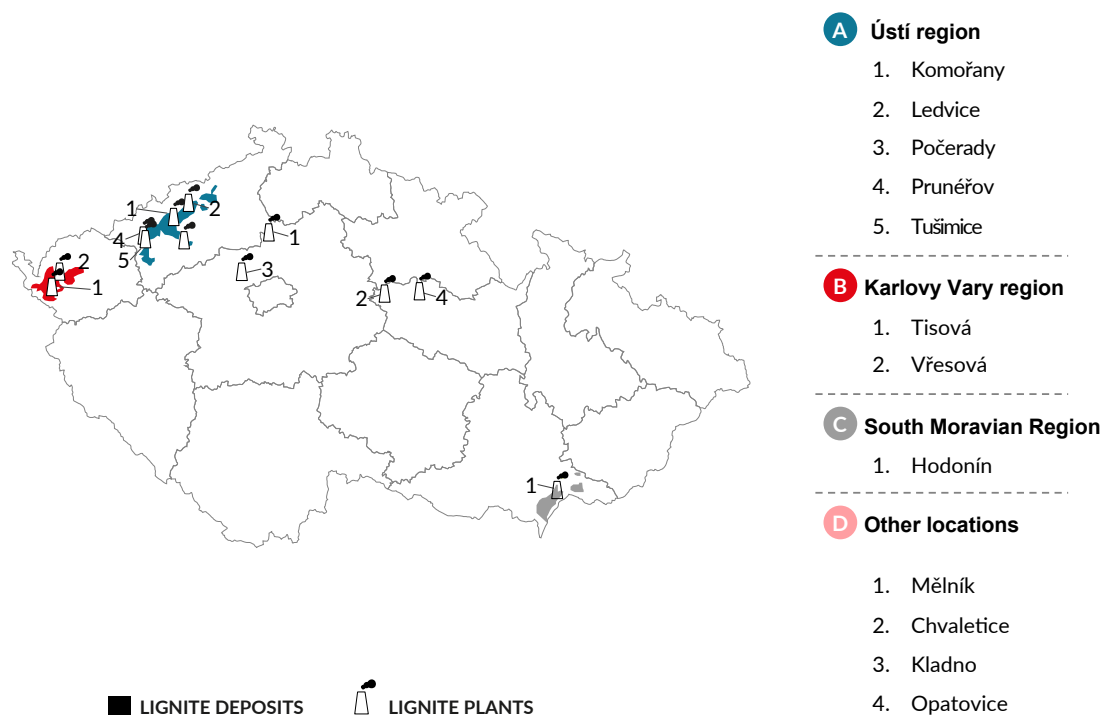 A Ústí region
1. Komořany
2. Ledvice
3. Počerady
4. Prunéřov
5. Tušimice
B Karlovy Vary region
1. Tisová
2. Vřesová
C South Moravian Region
1. Hodonín
D Other locations
1. Mělník
2. Chvaletice
3. Kladno
4. Opatovice
1
2
4
5
2
1
1
3
2
4
1
LIGNITE DEPOSITS
LIGNITE PLANTS